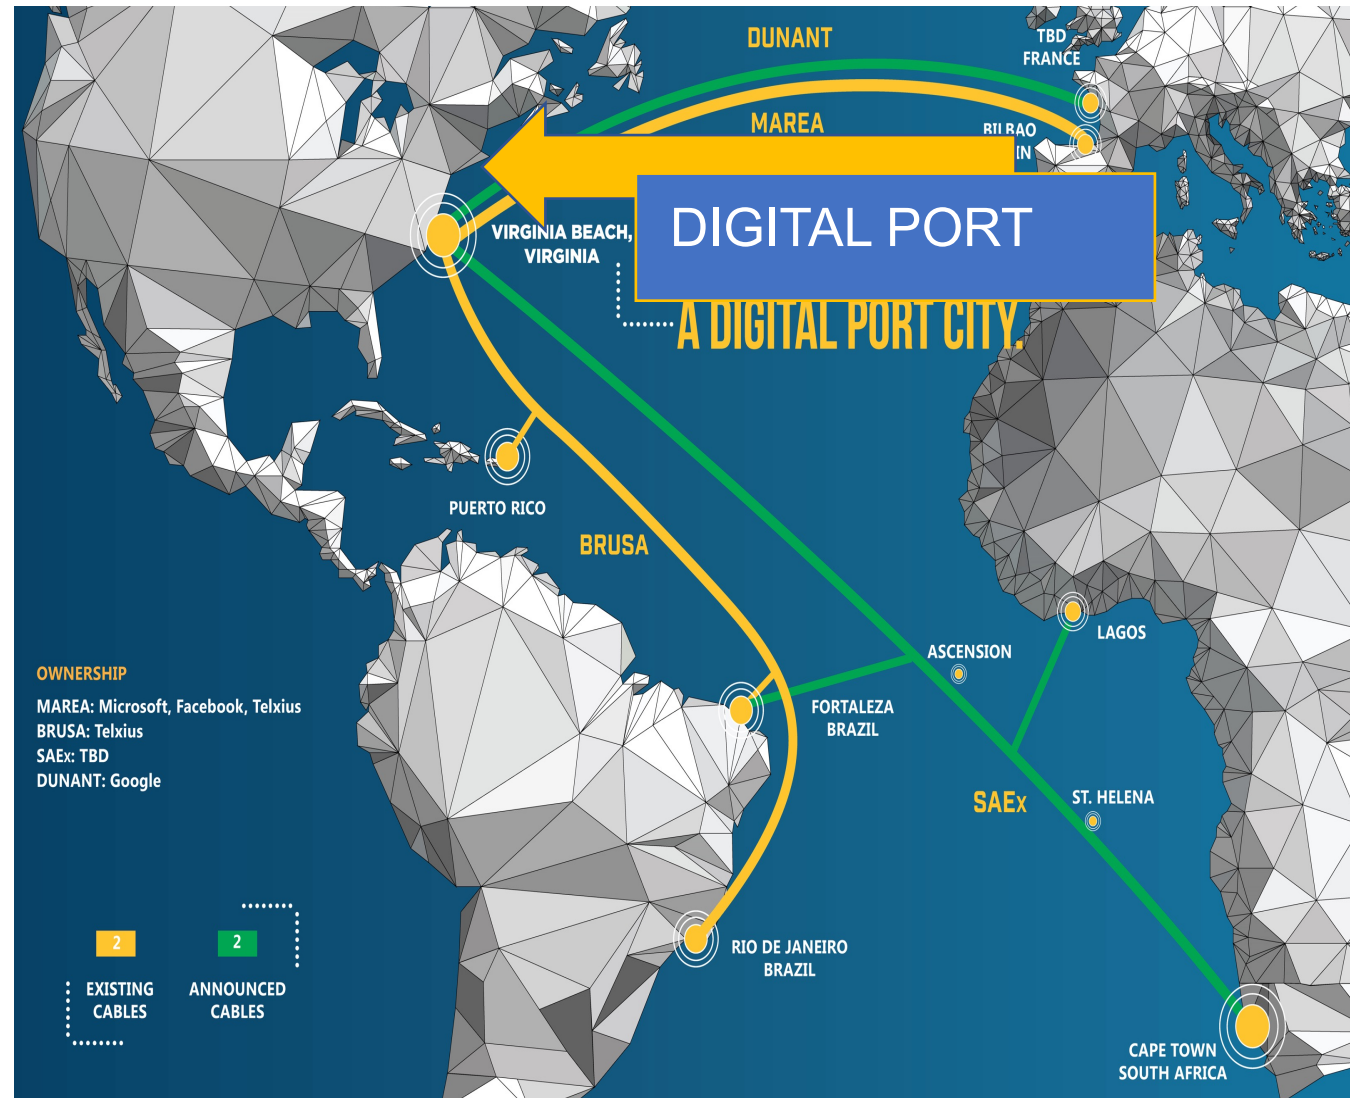 DUNANT
TBD
FRANCE
MAREA
BILBAO
IN
DIGITAL PORT
VIRGINIA BEACH,
VIRGINIA
A DIGITAL PORT CITY.
PUERTO RICO
BRUSA
LAGOS
ASCENSION
FORTALEZA
BRAZIL
OWNERSHIP
MAREA: Microsoft, Facebook, Telxius
BRUSA: Telxius
SAEx: TBD
DUNANT: Google
SAEx
ST. HELENA
RIO DE JANEIRO
BRAZIL
2
EXISTING
CABLES
2
ANNOUNCED
CABLES
CAPE TOWN
SOUTH AFRICA